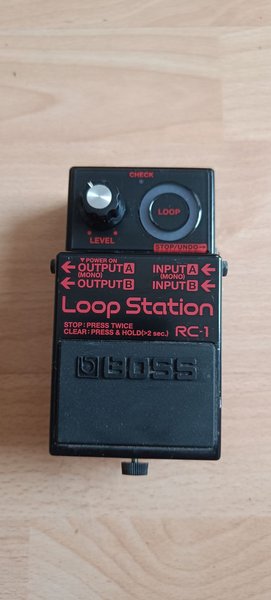 CHECK
LOOP
LEVEL
STOP/UNDO→
▼POWER ON
←OUTPUT A INPUT A←
(MONO) (MONO)
←OUTPUT B INPUT B←
Loop Station
STOP:PRESS TWICE RC-1
CLEAR:PRESS & HOLD(>2 sec.)
BOSS